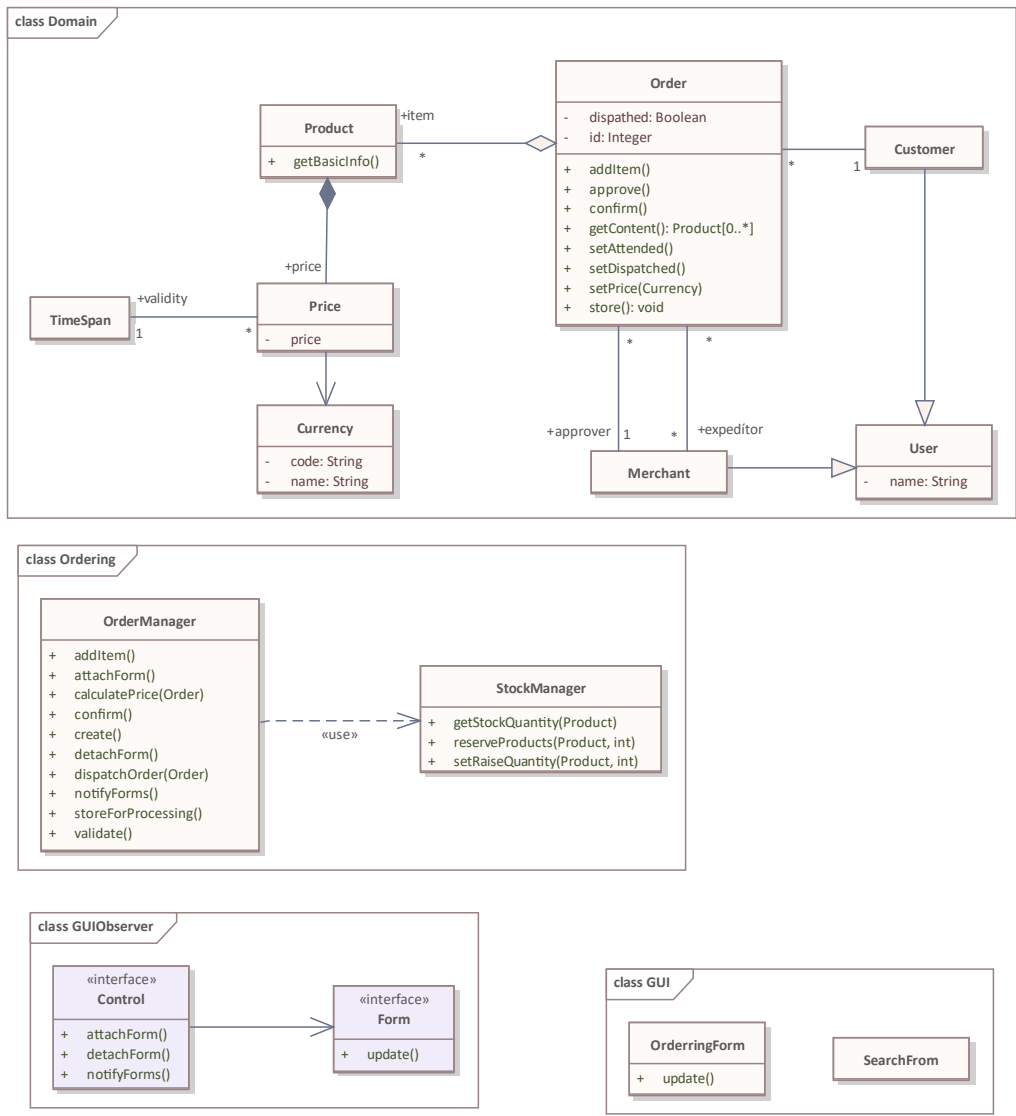 class Domain
Product
+ getBasicInfo()
+item
*
Order
- dispathed: Boolean
- id: Integer
+ addItem()
+ approve()
+ confirm()
+ getContent(): Product[0..*]
+ setAttended()
+ setDispatched()
+ setPrice(Currency)
+ store(): void
*
1
Customer
+price
TimeSpan
+validity
1
*
Price
- price
Currency
- code: String
- name: String
*
*
+approver
1
*
+expedítor
Merchant
User
- name: String
class Ordering
OrderManager
+ addItem()
+ attachForm()
+ calculatePrice(Order)
+ confirm()
+ create()
+ detachForm()
+ dispatchOrder(Order)
+ notifyForms()
+ storeForProcessing()
+ validate()
«use»
StockManager
+ getStockQuantity(Product)
+ reserveProducts(Product, int)
+ setRaiseQuantity(Product, int)
class GUIObserver
«interface»
Control
+ attachForm()
+ detachForm()
+ notifyForms()
«interface»
Form
+ update()
class GUI
OrderringForm
+ update()
SearchFrom